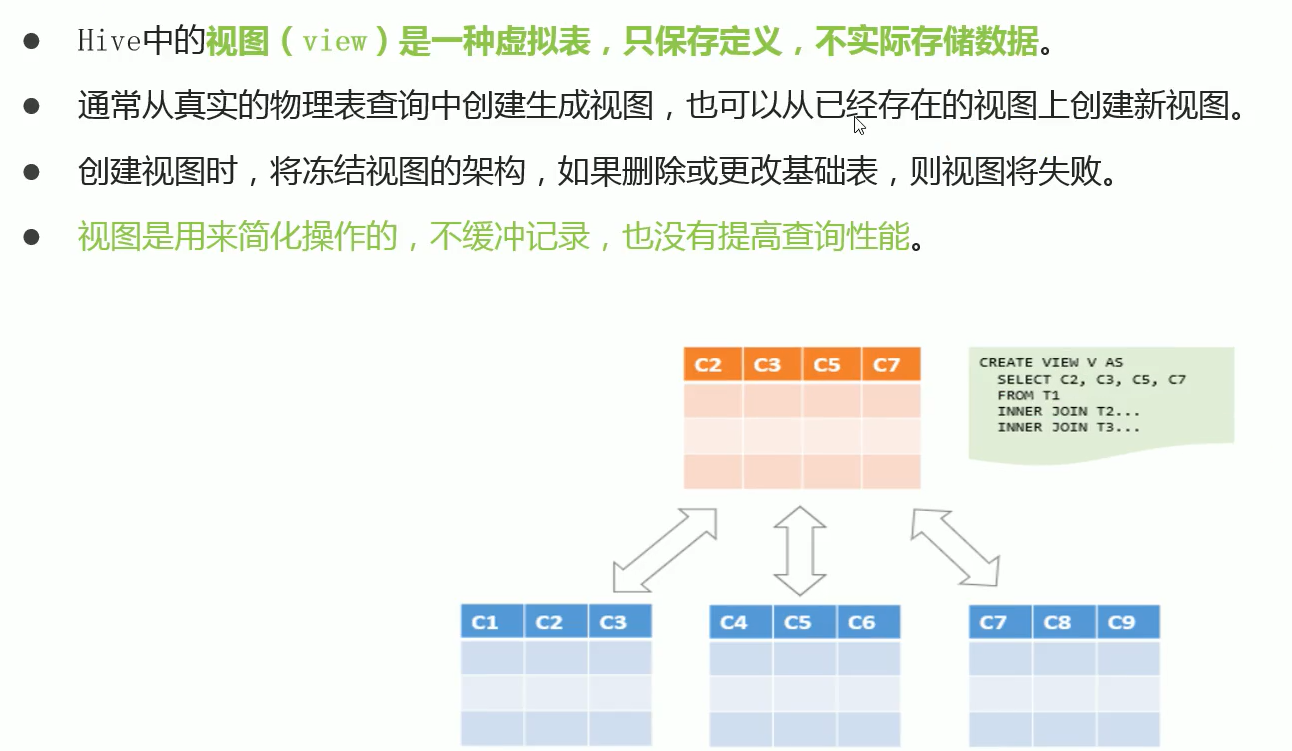 Hive中的视图（view）是一种虚拟表，只保存定义，不实际存储数据。
通常从真实的物理表查询中创建生成视图，也可以从已经存在的视图上创建新视图。
创建视图时，将冻结视图的架构，如果删除或更改基础表，则视图将失败。
视图是用来简化操作的，不缓冲记录，也没有提高查询性能。
C2 C3 C5 C7
CREATE VIEW V AS
SELECT C2, C3, C5, C7
FROM T1
INNER JOIN T2...
INNER JOIN T3...
C1 C2 C3
C4 C5 C6
C7 C8 C9